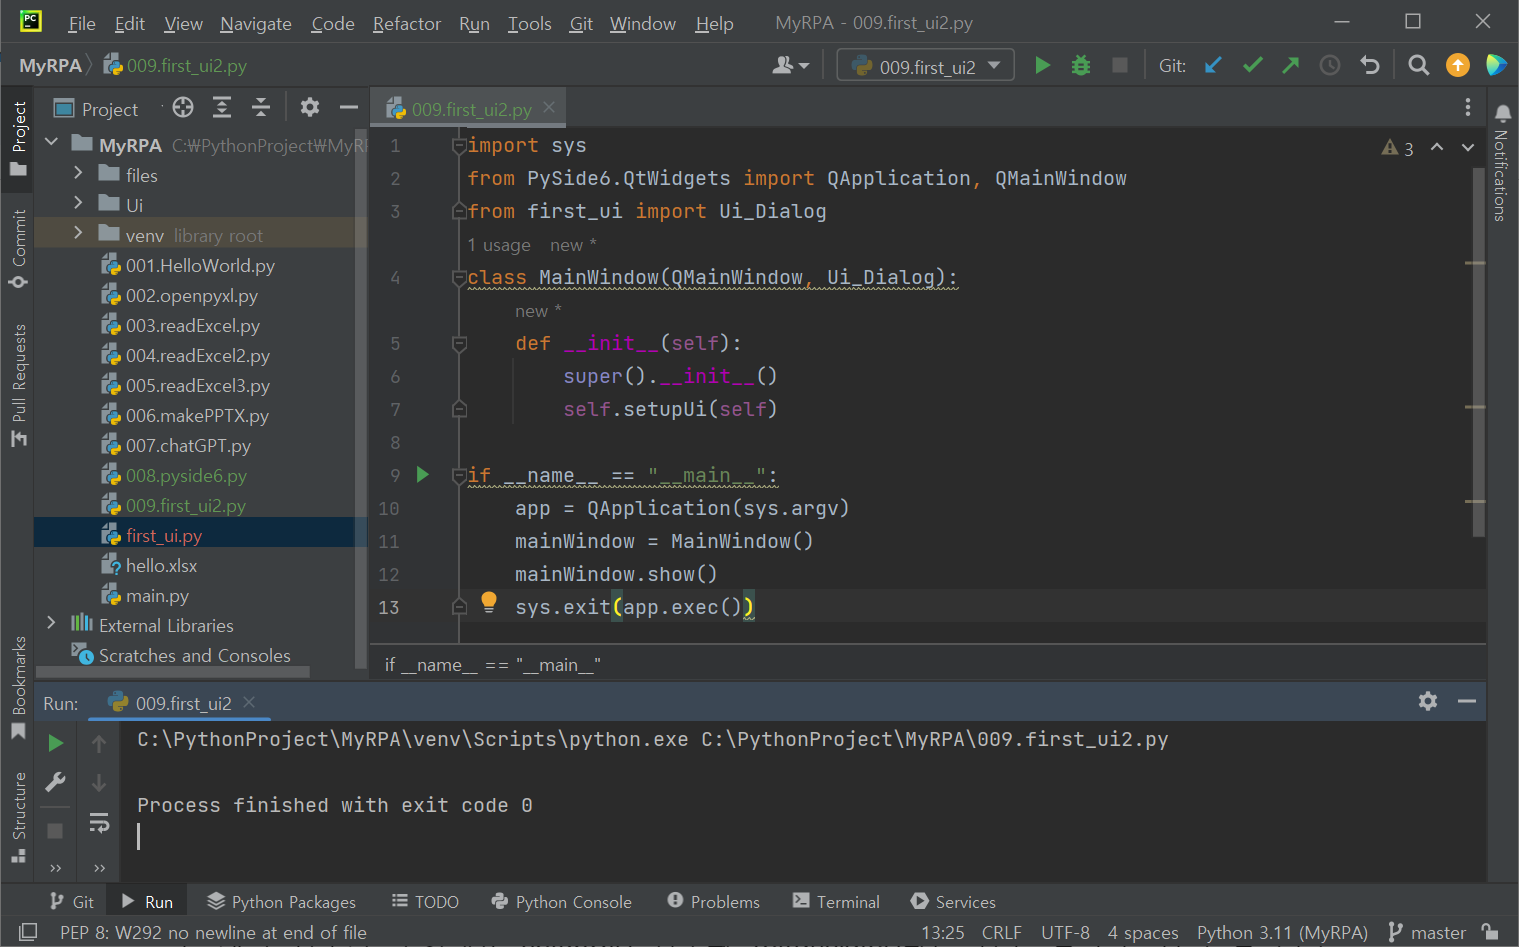 PC
File Edit View Navigate Code Refactor Run Tools Git Window Help MyRPA - 009.first_ui2.py
MyRPA 009.first_ui2.py 009.first_ui2 Git:
Project
Project
009.first_ui2.py
MyRPA C:₩PythonProject₩MyRP
files
Ui
venv library root
001.HelloWorld.py
002.openpyxl.py
003.readExcel.py
004.readExcel2.py
005.readExcel3.py
006.makePPTX.py
007.chatGPT.py
008.pyside6.py
009.first_ui2.py
first_ui.py
hello.xlsx
main.py
External Libraries
Scratches and Consoles
Commit
Pull Requests
Bookmarks
Structure
Notifications
3
1 import sys
2 from PySide6.QtWidgets import QApplication, QMainWindow
3 from first_ui import Ui_Dialog
1 usage new *
4 class MainWindow(QMainWindow, Ui_Dialog):
new *
5 def __init__(self):
6 super().__init__()
7 self.setupUi(self)
8
9 if __name__ == "__main__":
10 app = QApplication(sys.argv)
11 mainWindow = MainWindow()
12 mainWindow.show()
13 sys.exit(app.exec())
if __name__ == "__main__"
Run: 009.first_ui2
C:\PythonProject\MyRPA\venv\Scripts\python.exe C:\PythonProject\MyRPA\009.first_ui2.py
Process finished with exit code 0
Git Run Python Packages TODO Python Console Problems Terminal Services
PEP 8: W292 no newline at end of file 13:25 CRLF UTF-8 4 spaces Python 3.11 (MyRPA) master